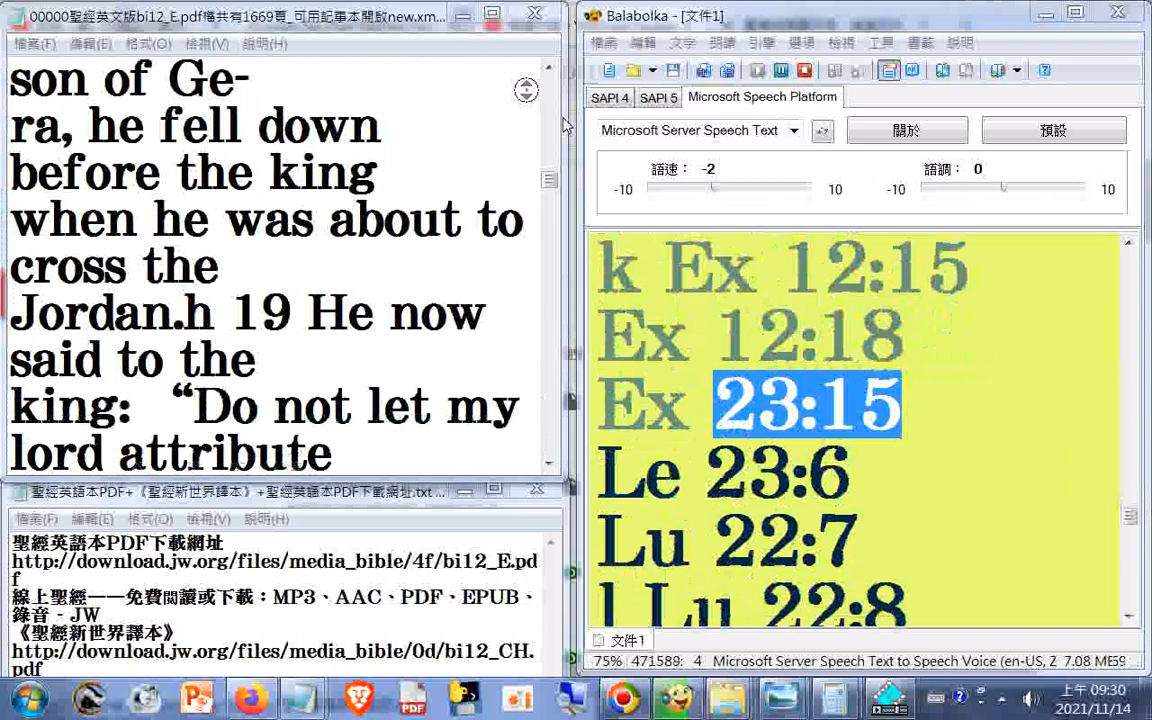 00000聖經英文版bi12_E.pdf檔共有1669頁_可用記事本開啟new.xm...
檔案(F) 編輯(E) 格式(O) 檢視(V) 說明(H)
son of Ge-
ra, he fell down
before the king
when he was about to
cross the
Jordan.h 19 He now
said to the
king: “Do not let my
lord attribute
聖經英語本PDF+《聖經新世界譯本》+聖經英語本PDF下載網址.txt ...
檔案(F) 編輯(E) 格式(O) 檢視(V) 說明(H)
聖經英語本PDF下載網址
http://download.jw.org/files/media_bible/4f/bi12_E.pd
f
線上聖經——免費閱讀或下載：MP3、AAC、PDF、EPUB、
錄音 - JW
《聖經新世界譯本》
http://download.jw.org/files/media_bible/0d/bi12_CH.
pdf
Balabolka - [文件1]
檔案 編輯 文字 朗讀 引擎 選項 檢視 工具 書籤 說明
SAPI 4 SAPI 5 Microsoft Speech Platform
Microsoft Server Speech Text 關於 預設
語速： -2 語調： 0
-10 10 -10 10
k Ex 12:15
Ex 12:18
Ex 23:15
Le 23:6
Lu 22:7
l Lu 22:8
文件1
75% 471589: 4 Microsoft Server Speech Text to Speech Voice (en-US, Z 7.08 ME59
上午 09:30
2021/11/14